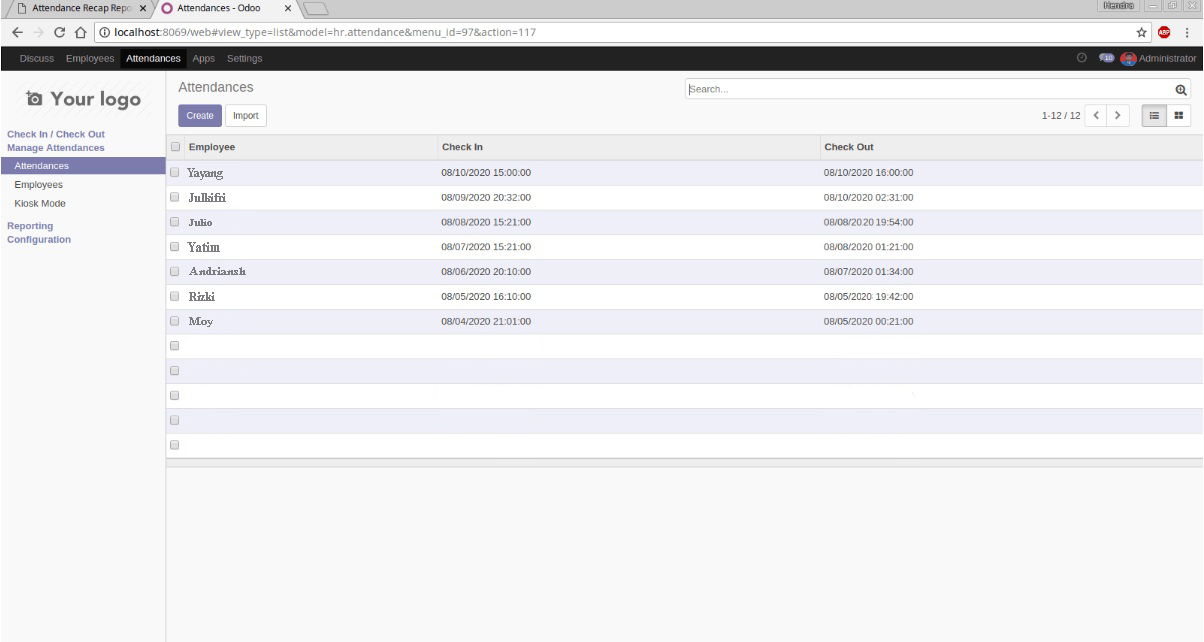 Attendance Recap Repo
Attendances - Odoo
Hendra
localhost:8069/web#view_type=list&model=hr.attendance&menu_id=97&action=117
ABP
Discuss Employees Attendances Apps Settings
Administrator
Your logo
Attendances
Search...
Create Import
1-12 / 12
Check In / Check Out
Manage Attendances
Attendances
Employees
Kiosk Mode
Reporting
Configuration
Employee Check In Check Out
Yayang 08/10/2020 15:00:00 08/10/2020 16:00:00
Julkifri 08/09/2020 20:32:00 08/10/2020 02:31:00
Julio 08/08/2020 15:21:00 08/08/2020 19:54:00
Yatim 08/07/2020 15:21:00 08/08/2020 01:21:00
Andriansh 08/06/2020 20:10:00 08/07/2020 01:34:00
Rizki 08/05/2020 16:10:00 08/05/2020 19:42:00
Moy 08/04/2020 21:01:00 08/05/2020 00:21:00